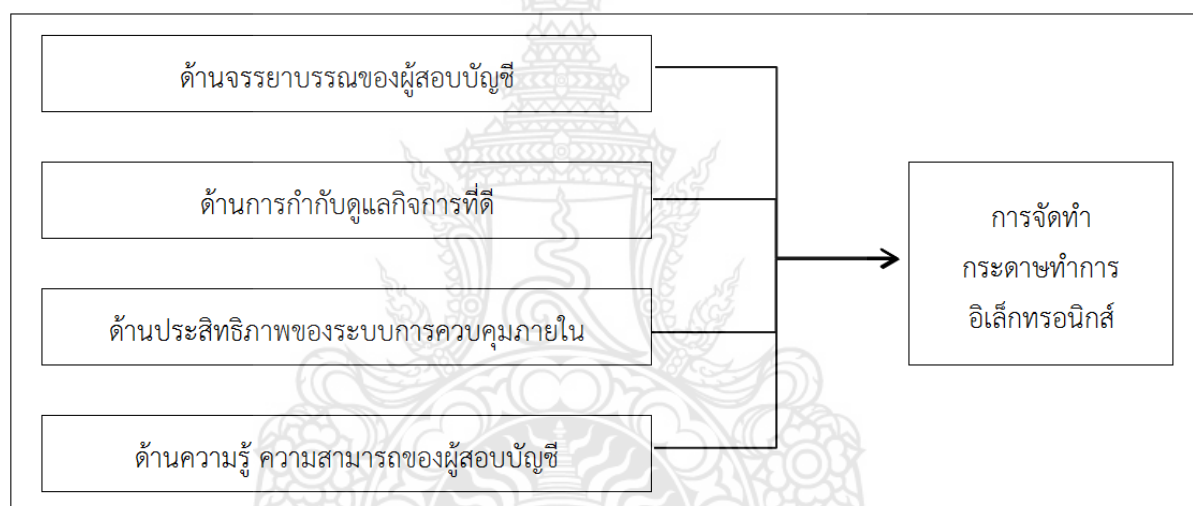 ด้านจรรยาบรรณของผู้สอบบัญชี
ด้านการกำกับดูแลกิจการที่ดี
ด้านประสิทธิภาพของระบบการควบคุมภายใน
ด้านความรู้ ความสามารถของผู้สอบบัญชี
การจัดทำ
กระดาษทำการ
อิเล็กทรอนิกส์